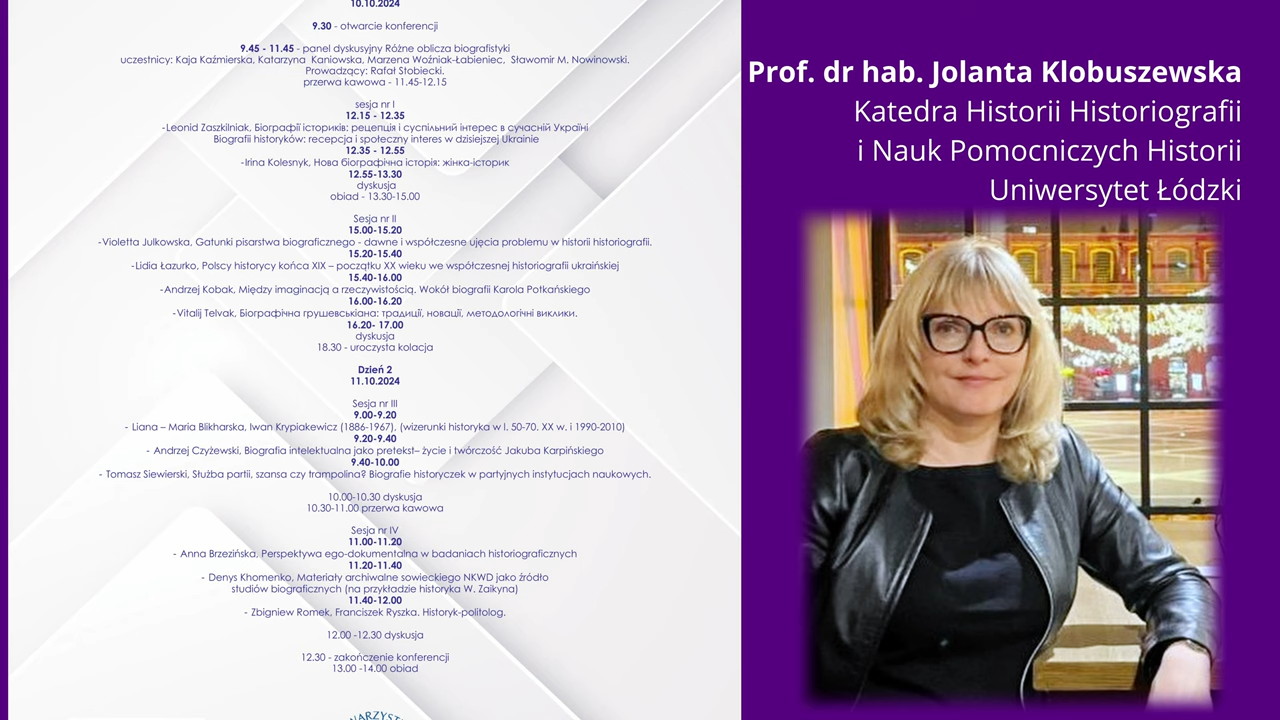 10.10.2024
9.30 - otwarcie konferencji
9.45 - 11.45 - panel dyskusyjny Różne oblicza biografistyki
uczestnicy: Kaja Kaźmierska, Katarzyna Kaniowska, Marzena Woźniak-Łabieniec, Sławomir M. Nowinowski.
Prowadzący: Rafał Stobiecki.
przerwa kawowa - 11.45-12.15
sesja nr I
12.15 - 12.35
-Leonid Zaszkilniak, Біографії істориків: рецепція і суспільний інтерес в сучасній Україні
Biografii historyków: recepcja i społeczny interes w dzisiejszej Ukrainie
12.35 - 12.55
-Irina Kolesnyk, Нова біографічна історія: жінка-історик
12.55-13.30
dyskusja
obiad - 13.30-15.00
Sesja nr II
15.00-15.20
-Violetta Julkowska, Gatunki pisarstwa biograficznego - dawne i współczesne ujęcia problemu w historii historiografii.
15.20-15.40
-Lidia Łazurko, Polscy historycy końca XIX – początku XX wieku we współczesnej historiografii ukraińskiej
15.40-16.00
-Andrzej Kobak, Między imaginacją a rzeczywistością. Wokół biografii Karola Potkańskiego
16.00-16.20
-Vitalij Telvak, Біографічна грушевськіана: традиції, новації, методологічні виклики.
16.20- 17.00
dyskusja
18.30 - uroczysta kolacja
Dzień 2
11.10.2024
Sesja nr III
9.00-9.20
- Liana – Maria Blikharska, Iwan Krypiakewicz (1886-1967), (wizerunki historyka w l. 50-70. XX w. i 1990-2010)
9.20-9.40
- Andrzej Czyżewski, Biografia intelektualna jako pretekst– życie i twórczość Jakuba Karpińskiego
9.40-10.00
- Tomasz Siewierski, Służba partii, szansa czy trampolina? Biografie historyczek w partyjnych instytucjach naukowych.
10.00-10.30 dyskusja
10.30-11.00 przerwa kawowa
Sesja nr IV
11.00-11.20
- Anna Brzezińska, Perspektywa ego-dokumentalna w badaniach historiograficznych
11.20-11.40
- Denys Khomenko, Materiały archiwalne sowieckiego NKWD jako źródło
studiów biograficznych (na przykładzie historyka W. Zaikyna)
11.40-12.00
- Zbigniew Romek, Franciszek Ryszka. Historyk-politolog.
12.00 -12.30 dyskusja
12.30 - zakończenie konferencji
13.00 -14.00 obiad
Prof. dr hab. Jolanta Klobuszewska
Katedra Historii Historiografii
i Nauk Pomocniczych Historii
Uniwersytet Łódzki